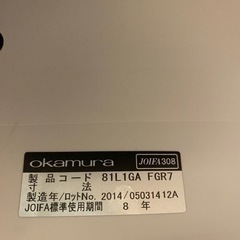 okamura JOIFA308
製品コード 81L1GA FGR7
寸法
製造年/ロットNo. 2014/05031412A
JOIFA標準使用期間 8年